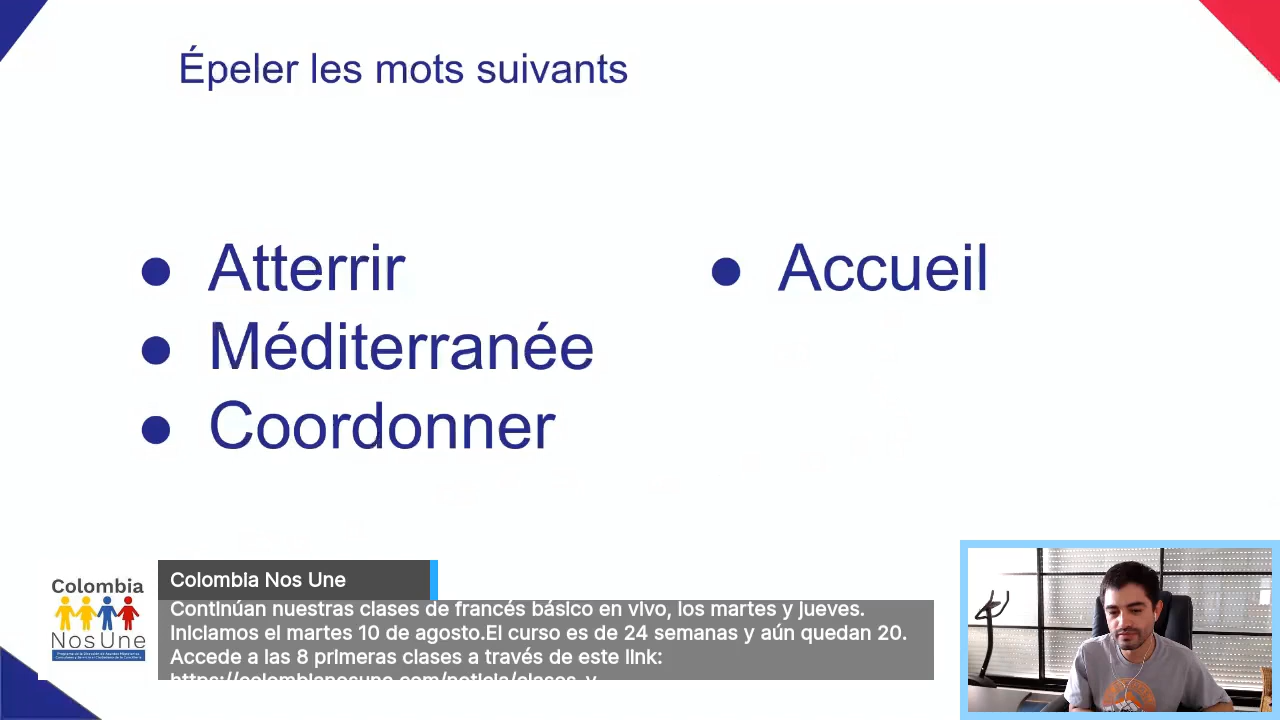 Épeler les mots suivants
● Atterrir
● Méditerranée
● Coordonner
● Accueil
Colombia Nos Une
Continúan nuestras clases de francés básico en vivo, los martes y jueves.
Iniciamos el martes 10 de agosto.El curso es de 24 semanas y aún quedan 20.
Accede a las 8 primeras clases a través de este link:
Colombia
Nos Une